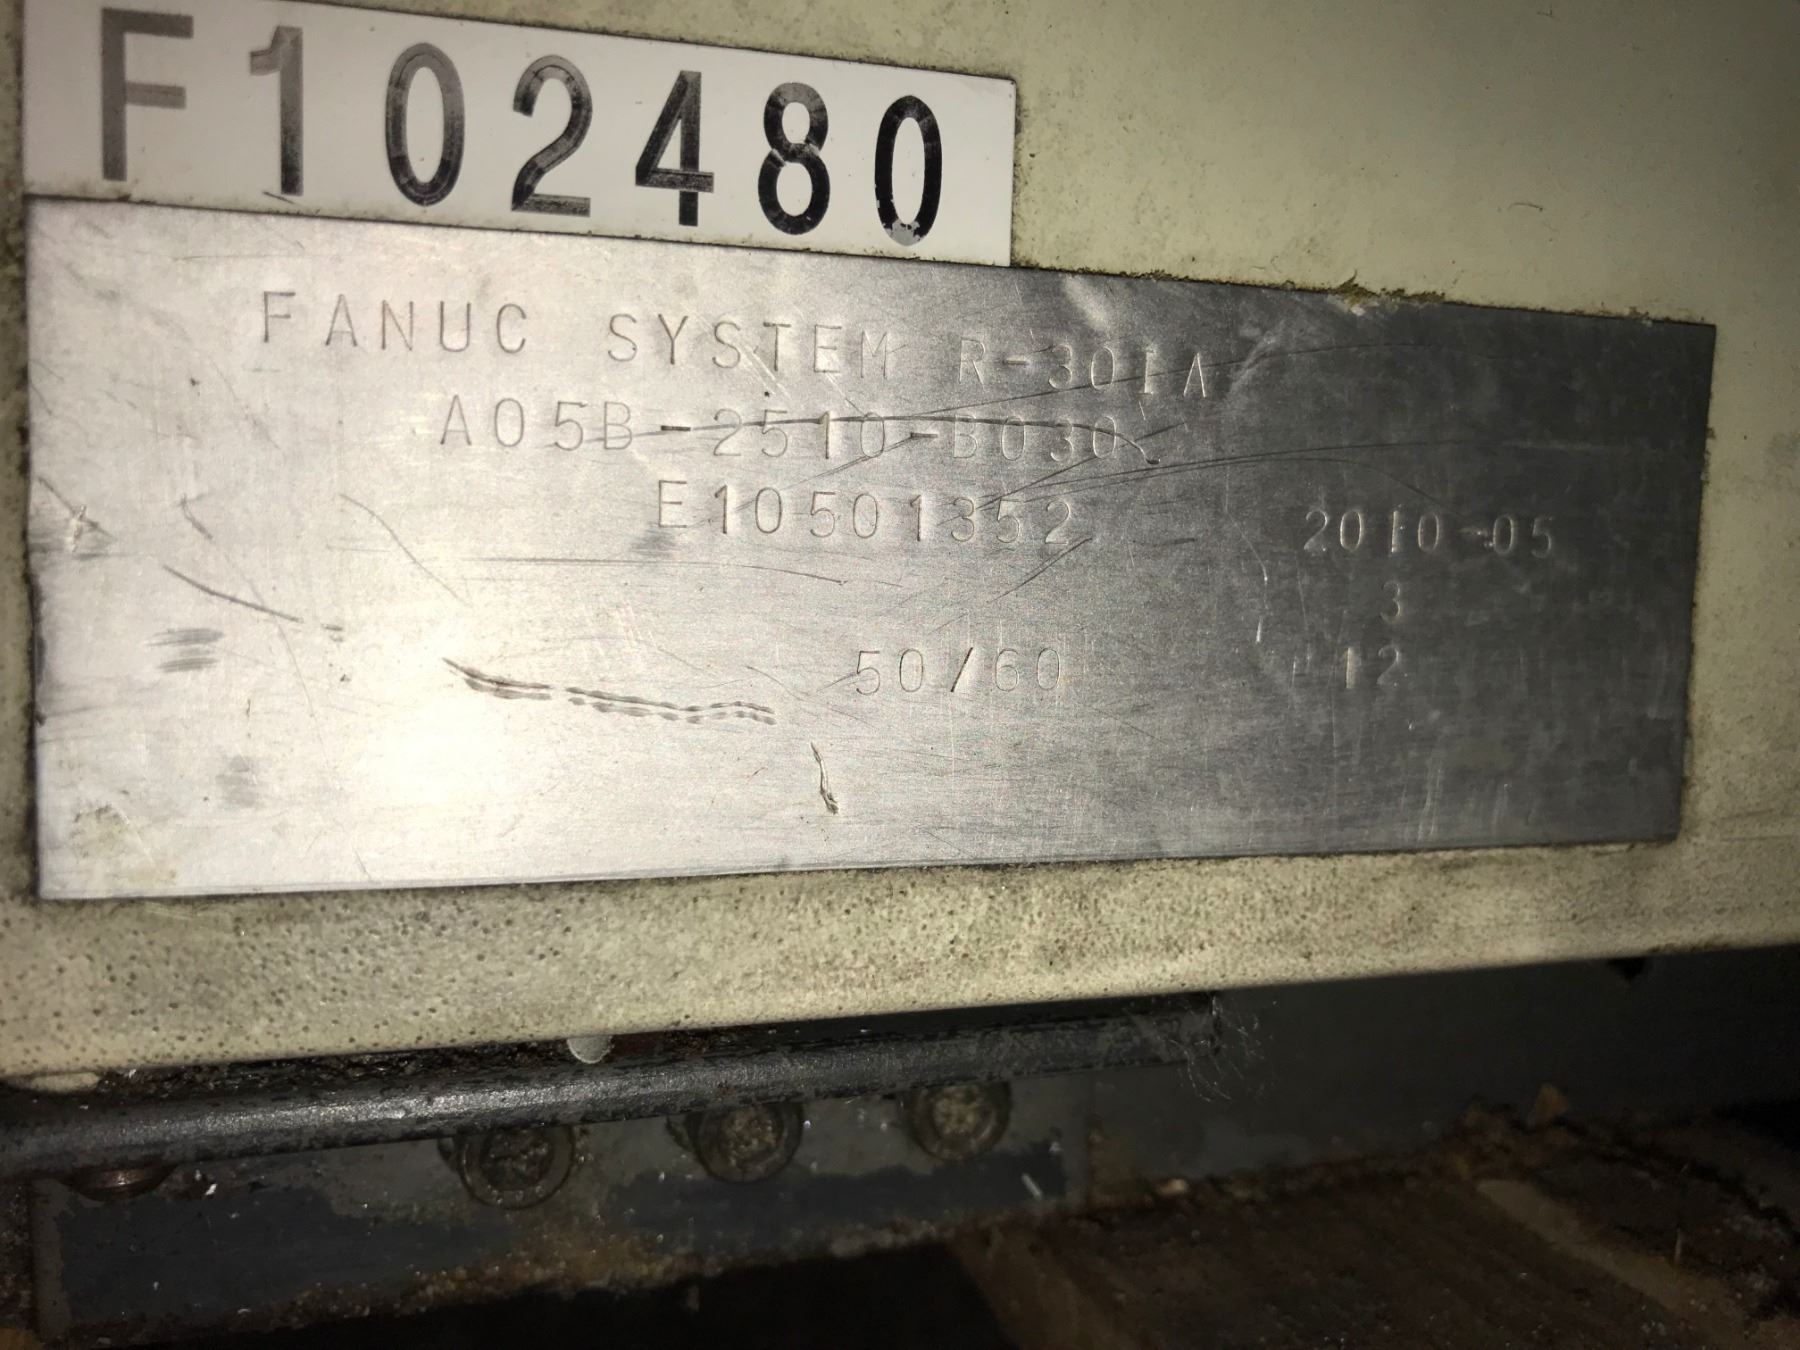 F102480
FANUC SYSTEM R-30IA
A05B-2510-B030
E10501352 2010-05
3
50/60 12